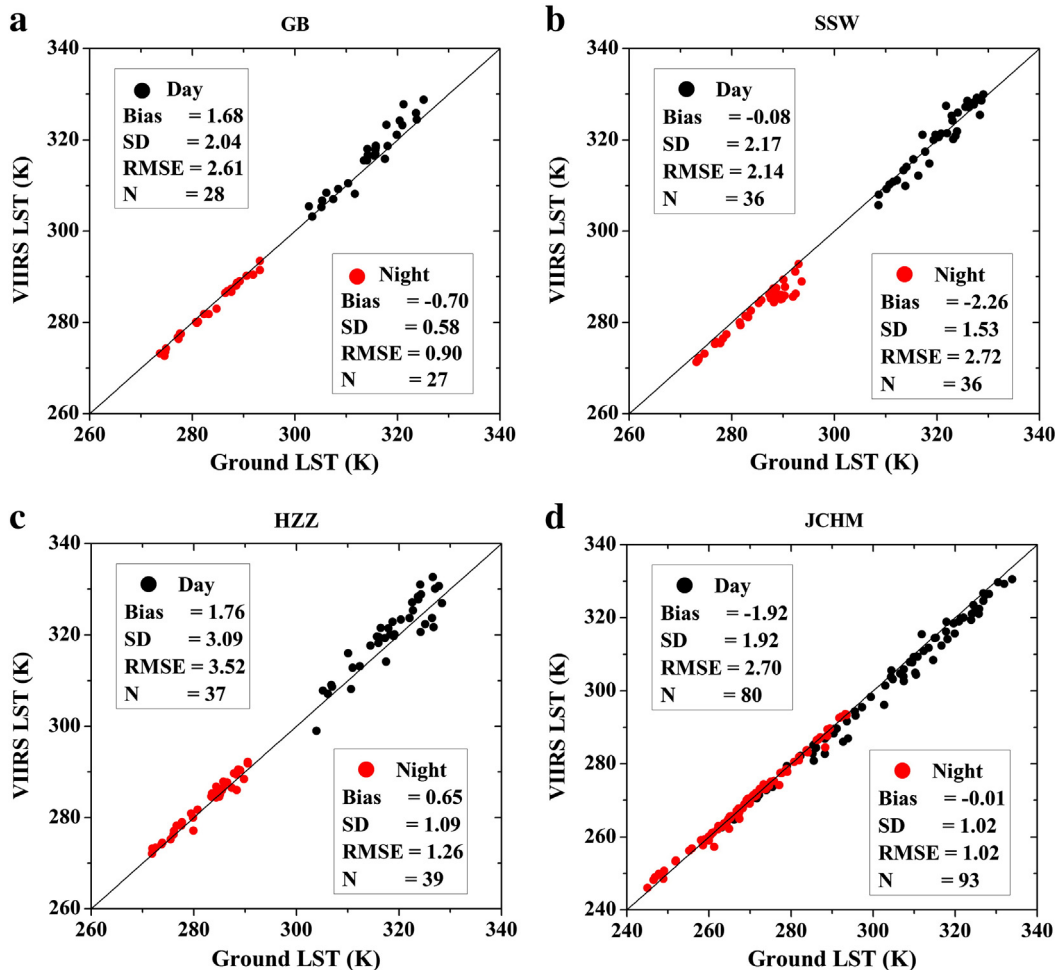 a
GB
340
320
300
280
260
VIIRS LST (K)
Day
Bias = 1.68
SD = 2.04
RMSE = 2.61
N = 28
Night
Bias = -0.70
SD = 0.58
RMSE = 0.90
N = 27
260 280 300 320 340
Ground LST (K)
b
SSW
340
320
300
280
260
VIIRS LST (K)
Day
Bias = -0.08
SD = 2.17
RMSE = 2.14
N = 36
Night
Bias = -2.26
SD = 1.53
RMSE = 2.72
N = 36
260 280 300 320 340
Ground LST (K)
c
HZZ
340
320
300
280
260
VIIRS LST (K)
Day
Bias = 1.76
SD = 3.09
RMSE = 3.52
N = 37
Night
Bias = 0.65
SD = 1.09
RMSE = 1.26
N = 39
260 280 300 320 340
Ground LST (K)
d
JCHM
340
320
300
280
260
240
VIIRS LST (K)
Day
Bias = -1.92
SD = 1.92
RMSE = 2.70
N = 80
Night
Bias = -0.01
SD = 1.02
RMSE = 1.02
N = 93
240 260 280 300 320 340
Ground LST (K)